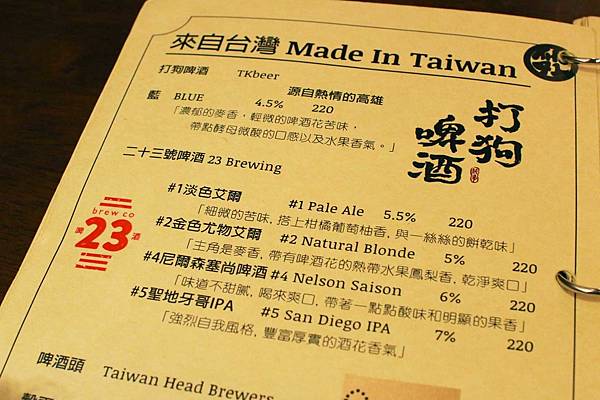 來自台灣 Made In Taiwan
打狗啤酒 TKbeer
源自熱情的高雄
藍 BLUE 4.5% 220
「濃郁的麥香，輕微的啤酒花苦味，
帶點酵母微酸的口感以及水果香氣。」
打狗
啤酒
二十三號啤酒 23 Brewing
#1淡色艾爾 #1 Pale Ale 5.5% 220
「細微的苦味, 搭上柑橘葡萄柚香, 與一絲絲的餅乾味」
brew co
啤 23 酒
#2金色尤物艾爾 #2 Natural Blonde 5% 220
「主角是麥香, 帶有啤酒花的熱帶水果鳳梨香, 乾淨爽口」
#4尼爾森塞尚啤酒 #4 Nelson Saison 6% 220
「味道不甜膩, 喝來爽口, 帶著一點點酸味和明顯的果香」
#5聖地牙哥IPA #5 San Diego IPA 7% 220
「強烈自我風格, 豐富厚實的酒花香氣」
啤酒頭 Taiwan Head Brewers